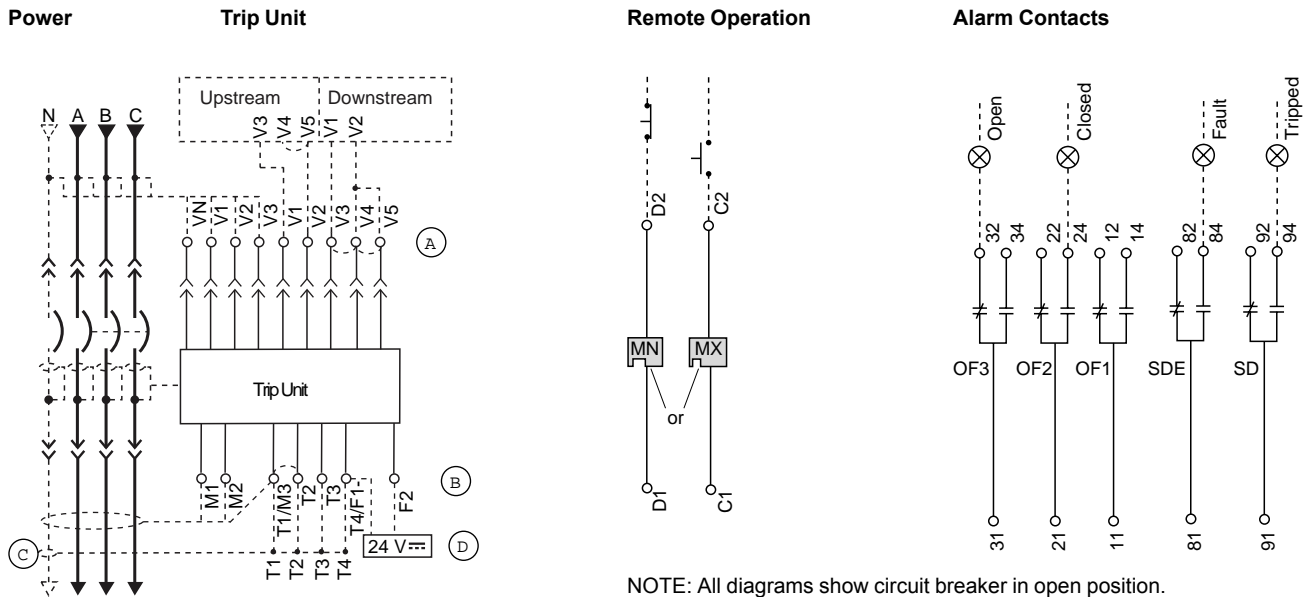 Power Trip Unit Remote Operation Alarm Contacts
Upstream Downstream
V3 V4 V5 V1 V2
N A B C
VN V1 V2 V3 V1 V2 V3 V4 V5
A
Trip Unit
M1 M2 T1/M3 T2 T3 T4/F1- F2
B
24 V
D
C
T1 T2 T3 T4
D2 C2
MN MX
or
D1 C1
Open Closed Fault Tripped
32 34 22 24 12 14 82 84 92 94
OF3 OF2 OF1 SDE SD
31 21 11 81 91
NOTE: All diagrams show circuit breaker in open position.